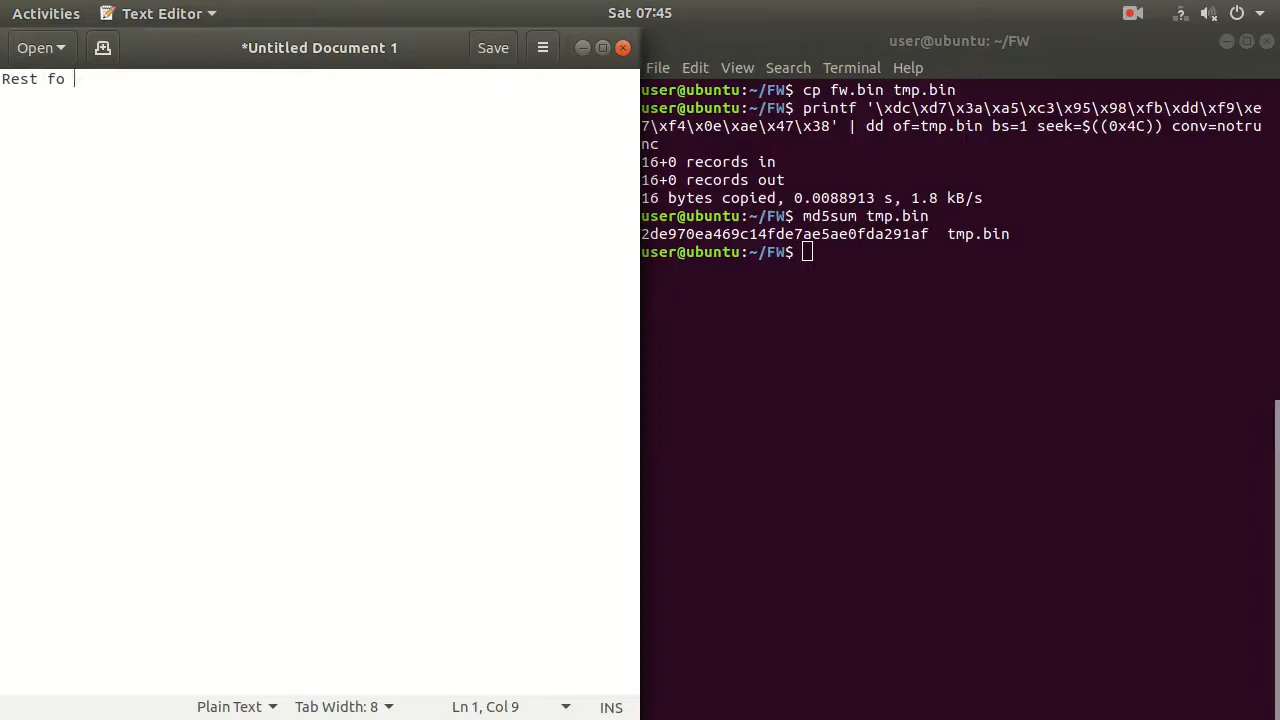 Activities Text Editor Sat 07:45
Open *Untitled Document 1 Save
Rest fo
Plain Text Tab Width: 8 Ln 1, Col 9 INS
user@ubuntu: ~/FW
File Edit View Search Terminal Help
user@ubuntu:~/FW$ cp fw.bin tmp.bin
user@ubuntu:~/FW$ printf '\xdc\xd7\x3a\xa5\xc3\x95\x98\xfb\xdd\xf9\xe
7\xf4\x0e\xae\x47\x38' | dd of=tmp.bin bs=1 seek=$((0x4C)) conv=notru
nc
16+0 records in
16+0 records out
16 bytes copied, 0.0088913 s, 1.8 kB/s
user@ubuntu:~/FW$ md5sum tmp.bin
2de970ea469c14fde7ae5ae0fda291af  tmp.bin
user@ubuntu:~/FW$